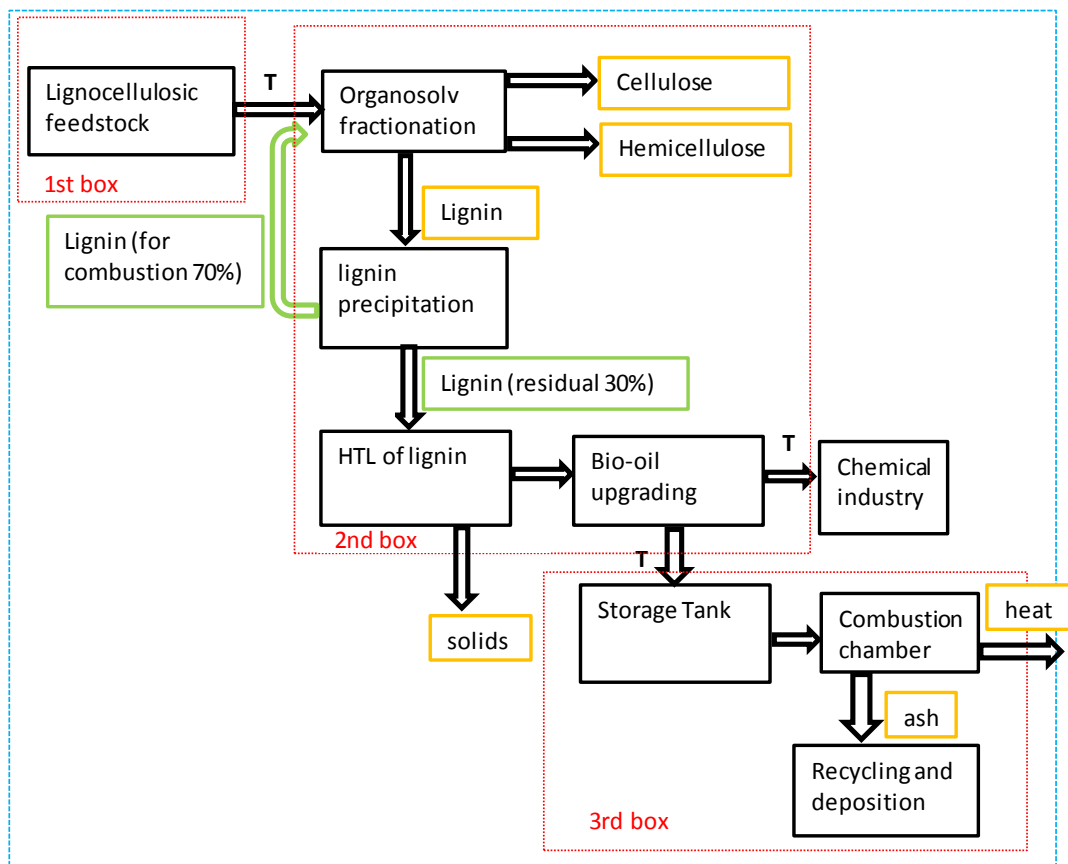 Lignocellulosic
feedstock
T
Organosolv
fractionation
Cellulose
Hemicellulose
1st box
Lignin
Lignin (for
combustion 70%)
lignin
precipitation
Lignin (residual 30%)
HTL of lignin
Bio-oil
upgrading
T
Chemical
industry
2nd box
T
Storage Tank
Combustion
chamber
heat
solids
ash
Recycling and
deposition
3rd box